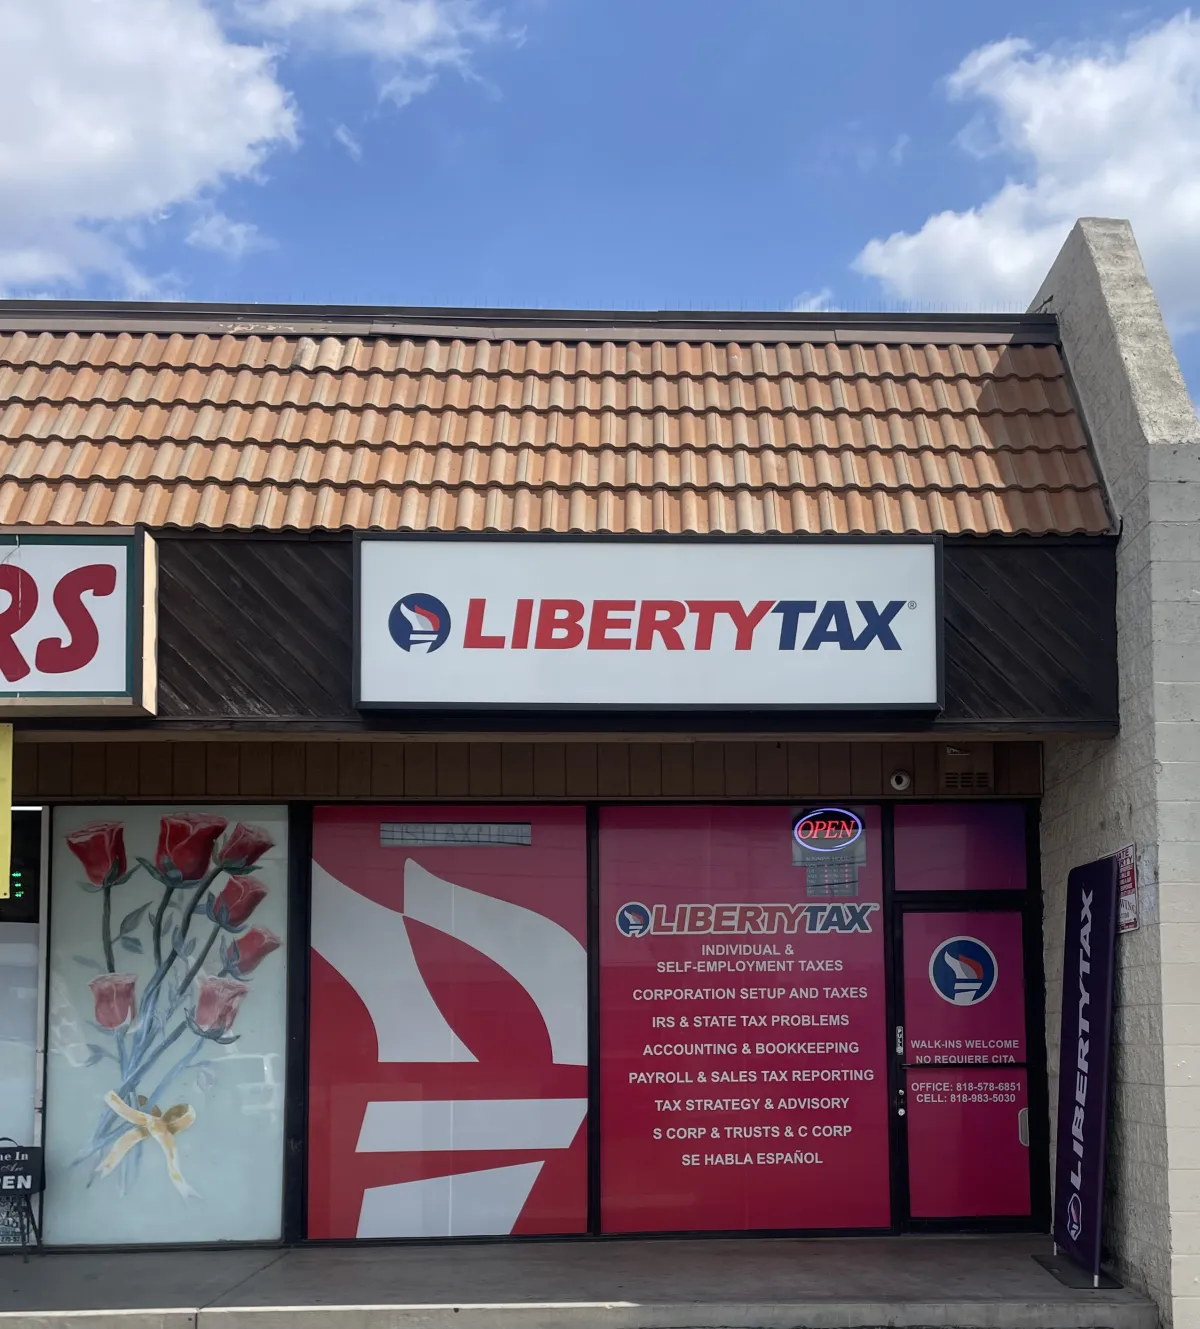 RS
LIBERTYTAX®
OPEN
LIBERTYTAX
INDIVIDUAL &
SELF-EMPLOYMENT TAXES
CORPORATION SETUP AND TAXES
IRS & STATE TAX PROBLEMS
ACCOUNTING & BOOKKEEPING
PAYROLL & SALES TAX REPORTING
TAX STRATEGY & ADVISORY
S CORP & TRUSTS & C CORP
SE HABLA ESPAÑOL
PULL
WALK-INS WELCOME
NO REQUIERE CITA
OFFICE: 818-578-6851
CELL: 818-983-5030
LIBERTYTAX
In
EN